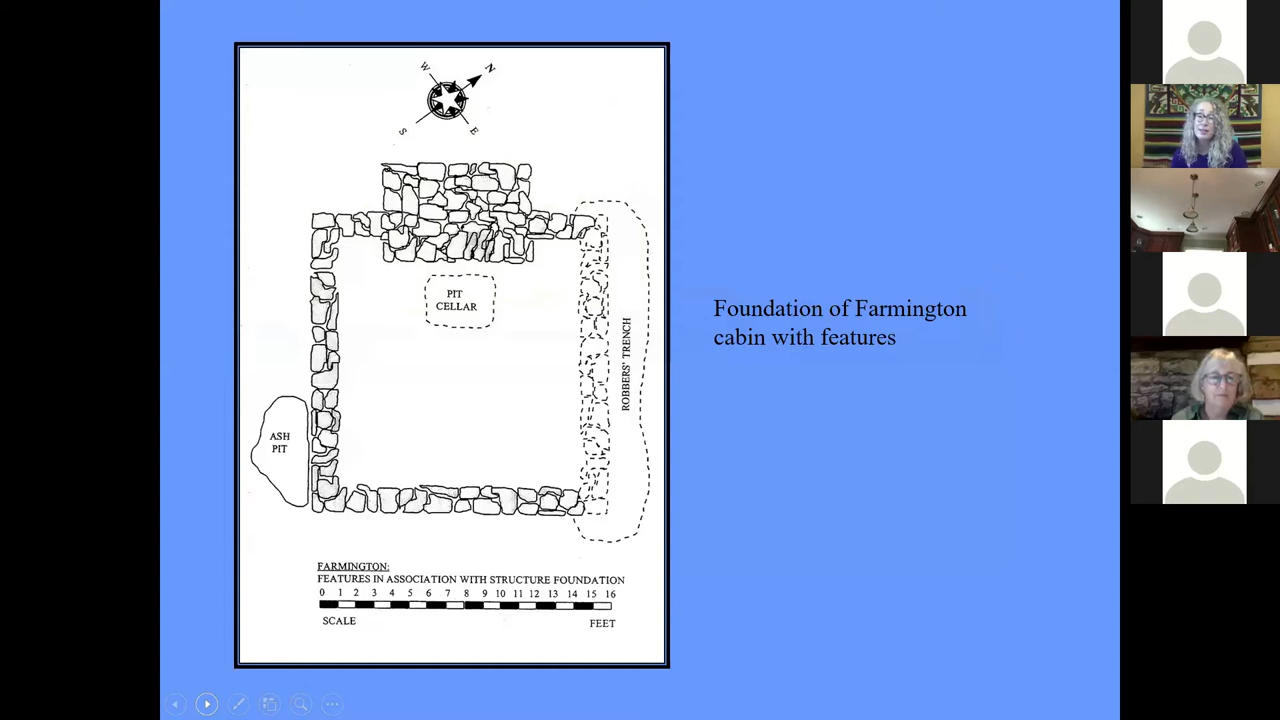 W
N
S
E
PIT
CELLAR
ROBBERS' TRENCH
ASH
PIT
FARMINGTON:
FEATURES IN ASSOCIATION WITH STRUCTURE FOUNDATION
0 1 2 3 4 5 6 7 8 9 10 11 12 13 14 15 16
SCALE FEET
Foundation of Farmington
cabin with features